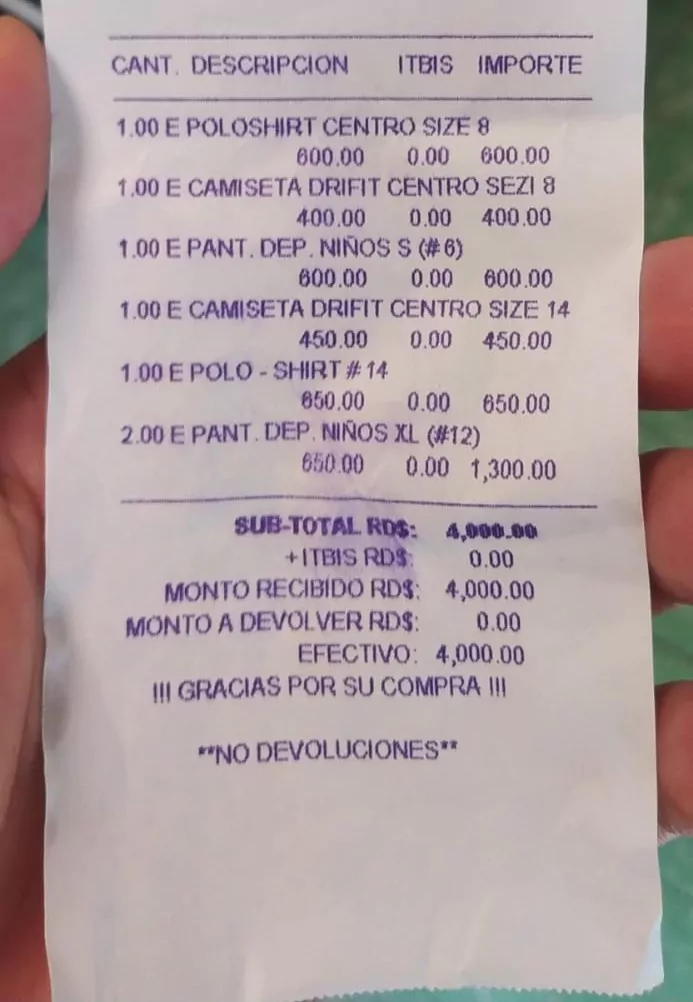 CANT. DESCRIPCION ITBIS IMPORTE
1.00 E POLOSHIRT CENTRO SIZE 8
600.00 0.00 600.00
1.00 E CAMISETA DRIFIT CENTRO SEZI 8
400.00 0.00 400.00
1.00 E PANT. DEP. NIÑOS S (#6)
600.00 0.00 600.00
1.00 E CAMISETA DRIFIT CENTRO SIZE 14
450.00 0.00 450.00
1.00 E POLO - SHIRT # 14
650.00 0.00 650.00
2.00 E PANT. DEP. NIÑOS XL (#12)
650.00 0.00 1,300.00
SUB-TOTAL RD$: 4,000.00
+ITBIS RD$: 0.00
MONTO RECIBIDO RD$: 4,000.00
MONTO A DEVOLVER RD$: 0.00
EFECTIVO: 4,000.00
!!! GRACIAS POR SU COMPRA !!!
**NO DEVOLUCIONES**